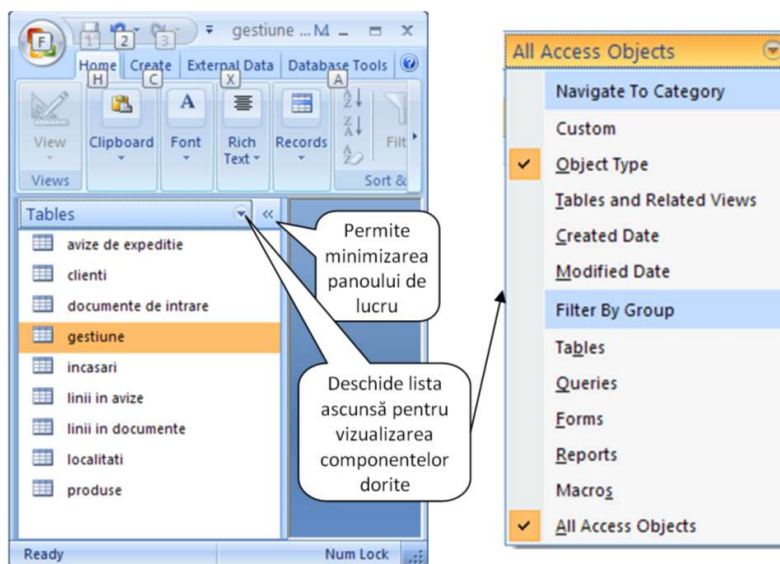 F
1
2
3
gestiune ...M
Home
Create
External Data
Database Tools
H
C
X
A
View
Clipboard
Font
Rich
Text
Records
A
Z
Z
A
Filt
Views
Sort &
Tables
avize de expeditie
clienti
documente de intrare
gestiune
incasari
linii in avize
linii in documente
localitati
produse
Permite
minimizarea
panoului de
lucru
Deschide lista
ascunsă pentru
vizualizarea
componentelor
dorite
Ready
Num Lock
All Access Objects
Navigate To Category
Custom
Object Type
Tables and Related Views
Created Date
Modified Date
Filter By Group
Tables
Queries
Forms
Reports
Macros
All Access Objects